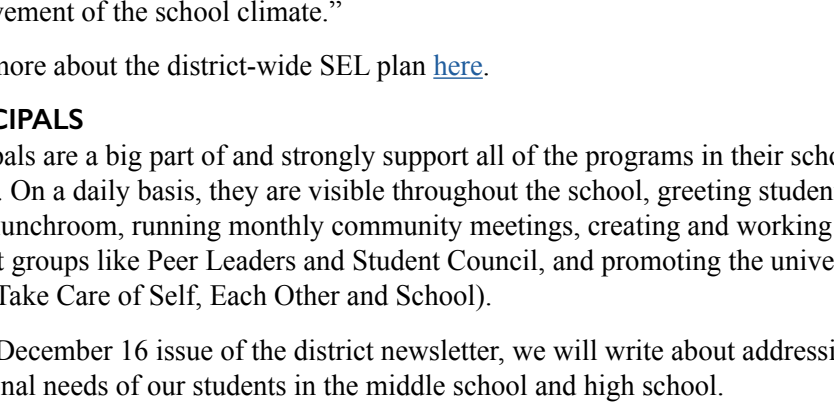 vement of the school climate.”
more about the district-wide SEL plan here.
CIPALS
pals are a big part of and strongly support all of the programs in their scho
. On a daily basis, they are visible throughout the school, greeting studen
lunchroom, running monthly community meetings, creating and working
t groups like Peer Leaders and Student Council, and promoting the unive
Take Care of Self, Each Other and School).
December 16 issue of the district newsletter, we will write about addressi
nal needs of our students in the middle school and high school.